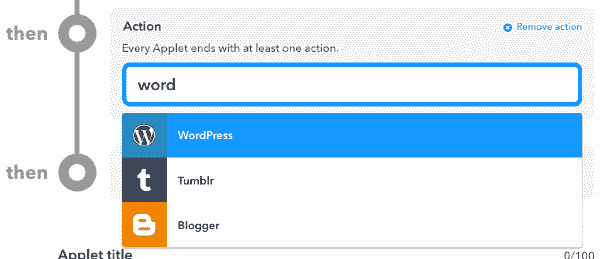 then
Action
Remove action
Every Applet ends with at least one action.
word
WordPress
then
Tumblr
Blogger
Applet title
0/100